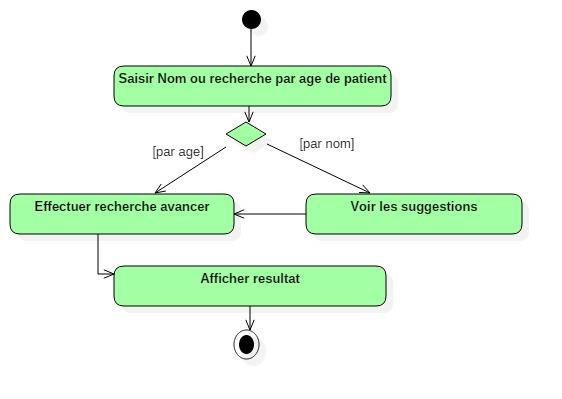 Saisir Nom ou recherche par age de patient
[par age]
[par nom]
Effectuer recherche avancer
Voir les suggestions
Afficher resultat